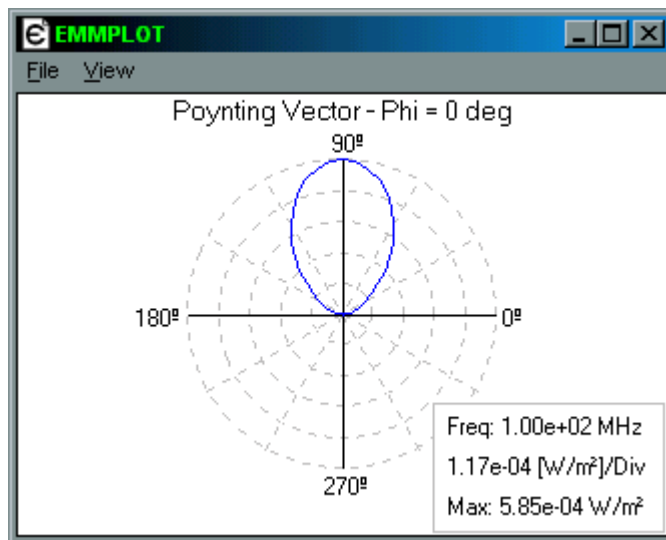 EMMPLOT
File View
Poynting Vector - Phi = 0 deg
90º
180º
0º
270º
Freq: 1.00e+02 MHz
1.17e-04 [W/m²]/Div
Max: 5.85e-04 W/m²